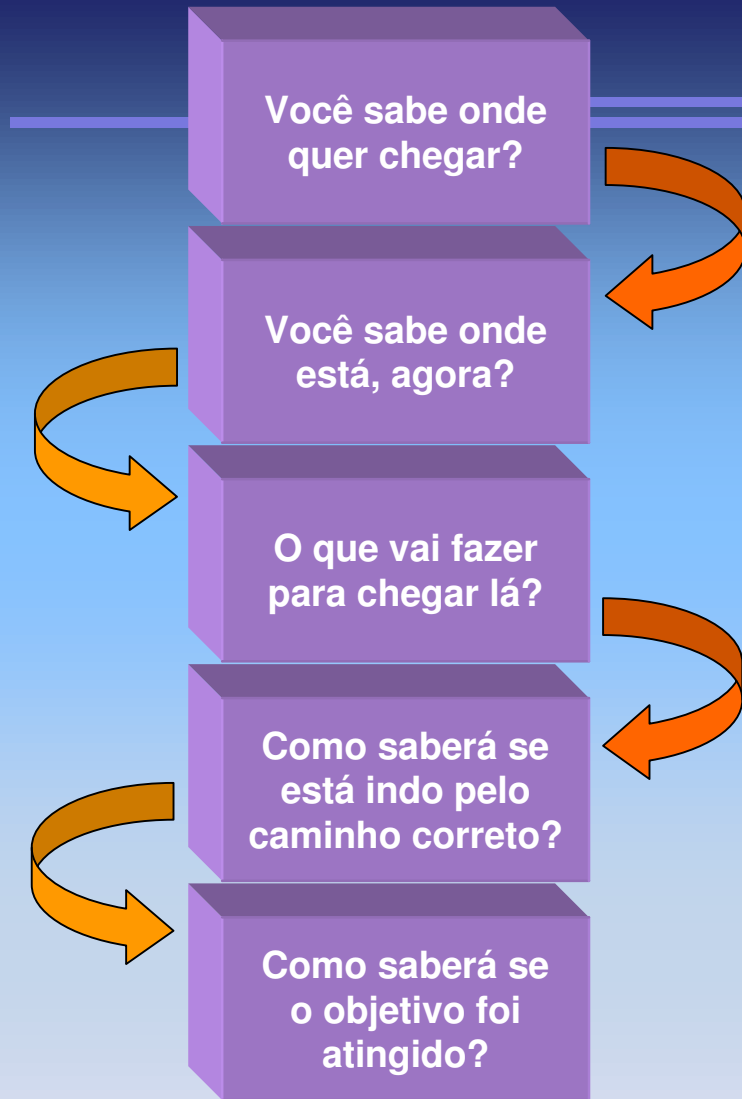 Você sabe onde
quer chegar?
Você sabe onde
está, agora?
O que vai fazer
para chegar lá?
Como saberá se
está indo pelo
caminho correto?
Como saberá se
o objetivo foi
atingido?